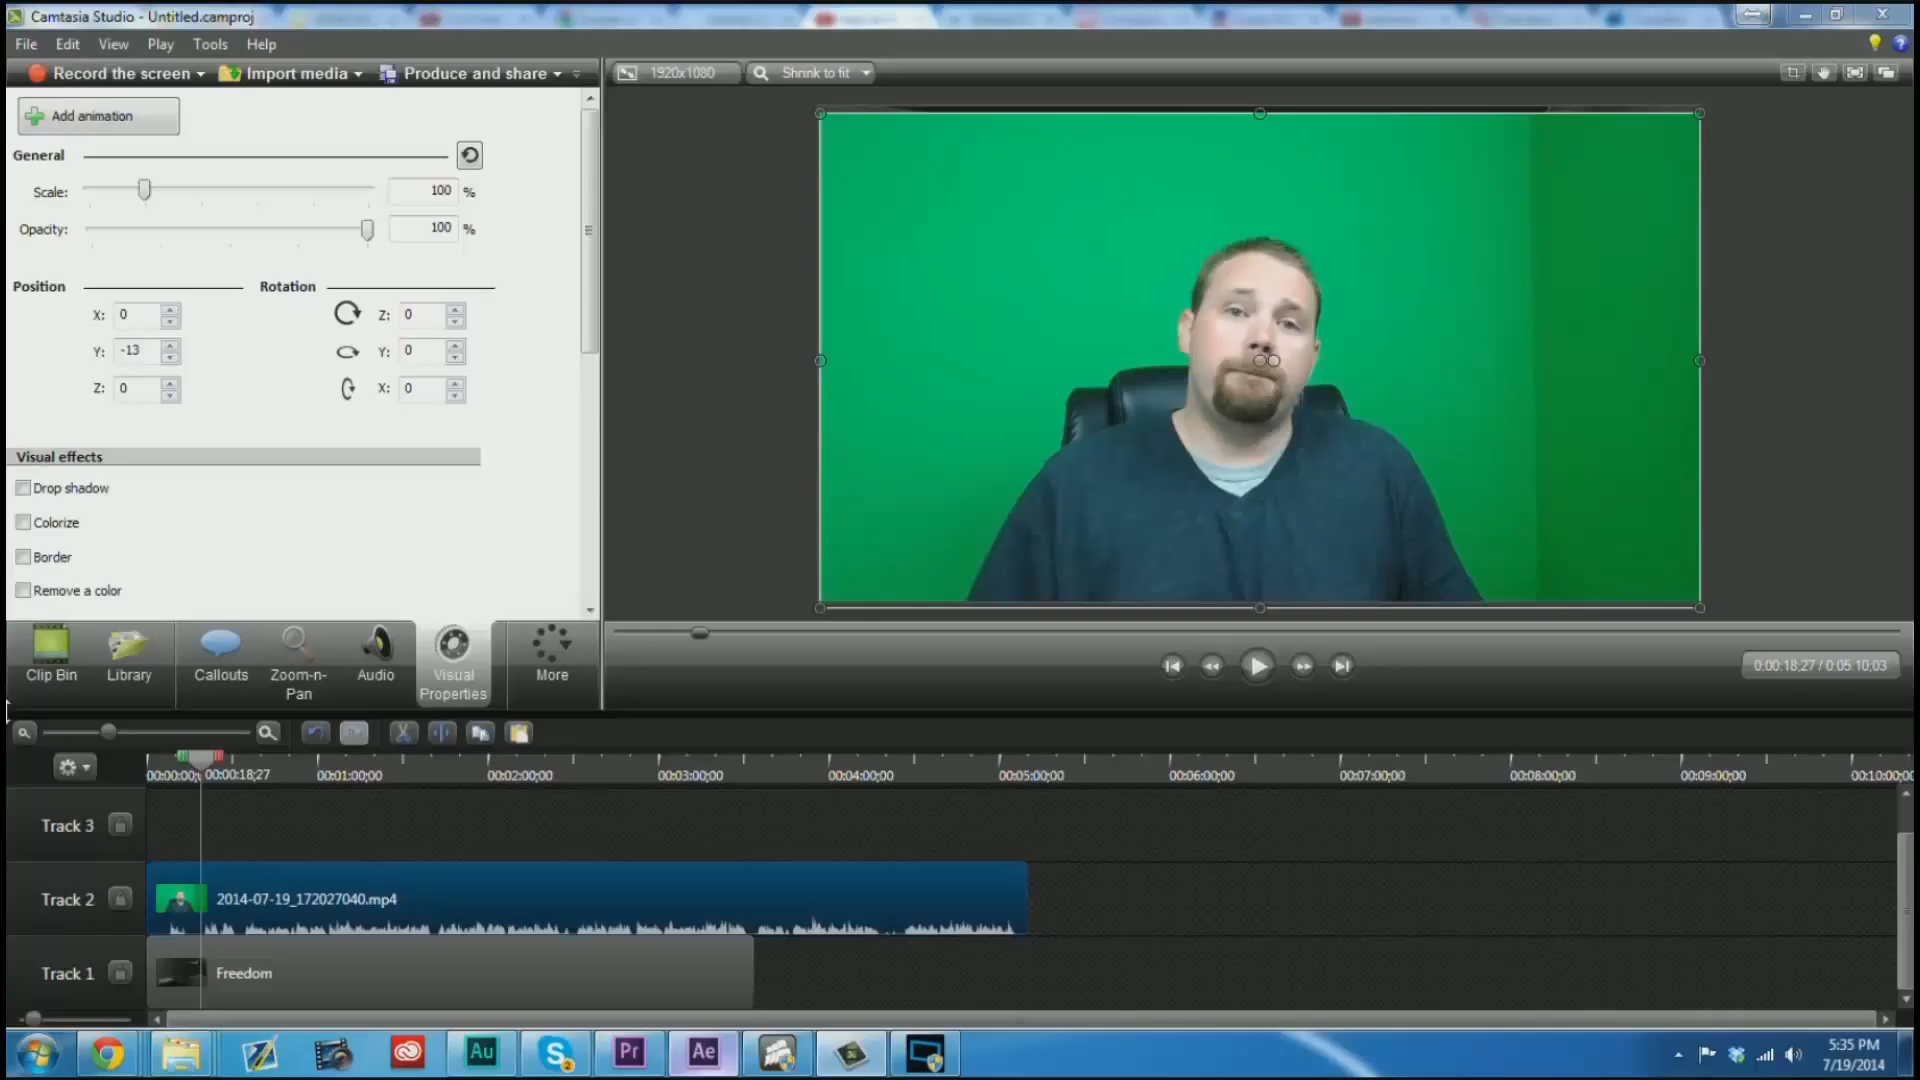 Camtasia Studio - Untitled.camproj
File Edit View Play Tools Help
Record the screen Import media Produce and share
1920x1080 Shrink to fit
Add animation
General
Scale: 100 %
Opacity: 100 %
Position Rotation
X: 0 Z: 0
Y: -13 Y: 0
Z: 0 X: 0
Visual effects
Drop shadow
Colorize
Border
Remove a color
Clip Bin Library Callouts Zoom-n-Pan Audio Visual Properties More
0:00:18;27 / 0:05:10;03
00:00:00; 00:00:18;27 00:01:00;00 00:02:00;00 00:03:00;00 00:04:00;00 00:05:00;00 00:06:00;00 00:07:00;00 00:08:00;00 00:09:00;00 00:10:00;00
Track 3
Track 2 2014-07-19_172027040.mp4
Track 1 Freedom
Au S 2 Pr Ae
5:35 PM
7/19/2014